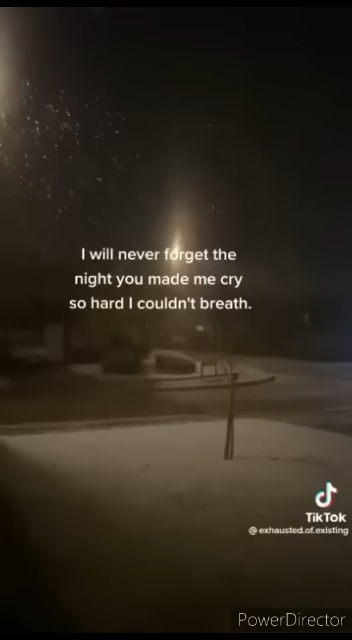 I will never forget the
night you made me cry
so hard I couldn't breath.
TikTok
@exhausted.of.existing
PowerDirector